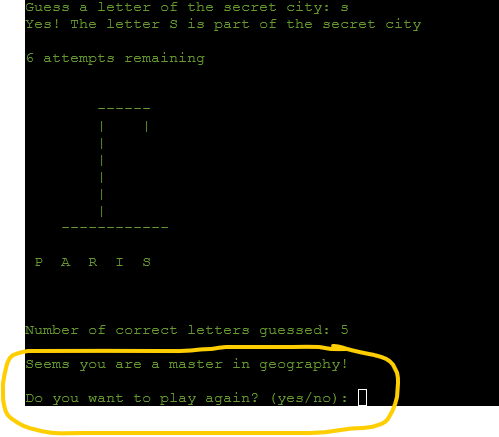 Guess a letter of the secret city: s
Yes! The letter S is part of the secret city
6 attempts remaining
P A R I S
Number of correct letters guessed: 5
Seems you are a master in geography!
Do you want to play again? (yes/no):